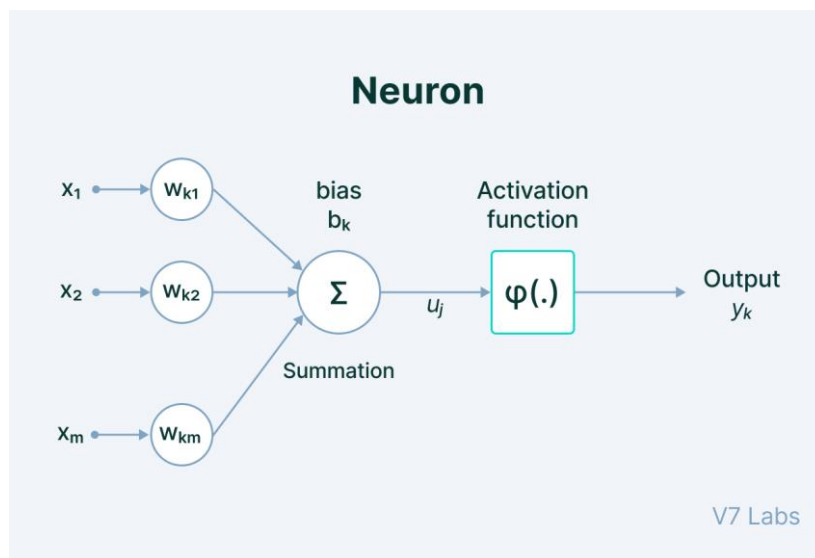 Neuron
x₁
wₖ₁
bias
bₖ
Activation
function
x₂
wₖ₂
Σ
uⱼ
φ(.)
Output
yₖ
Summation
xₘ
wₖₘ
V7 Labs